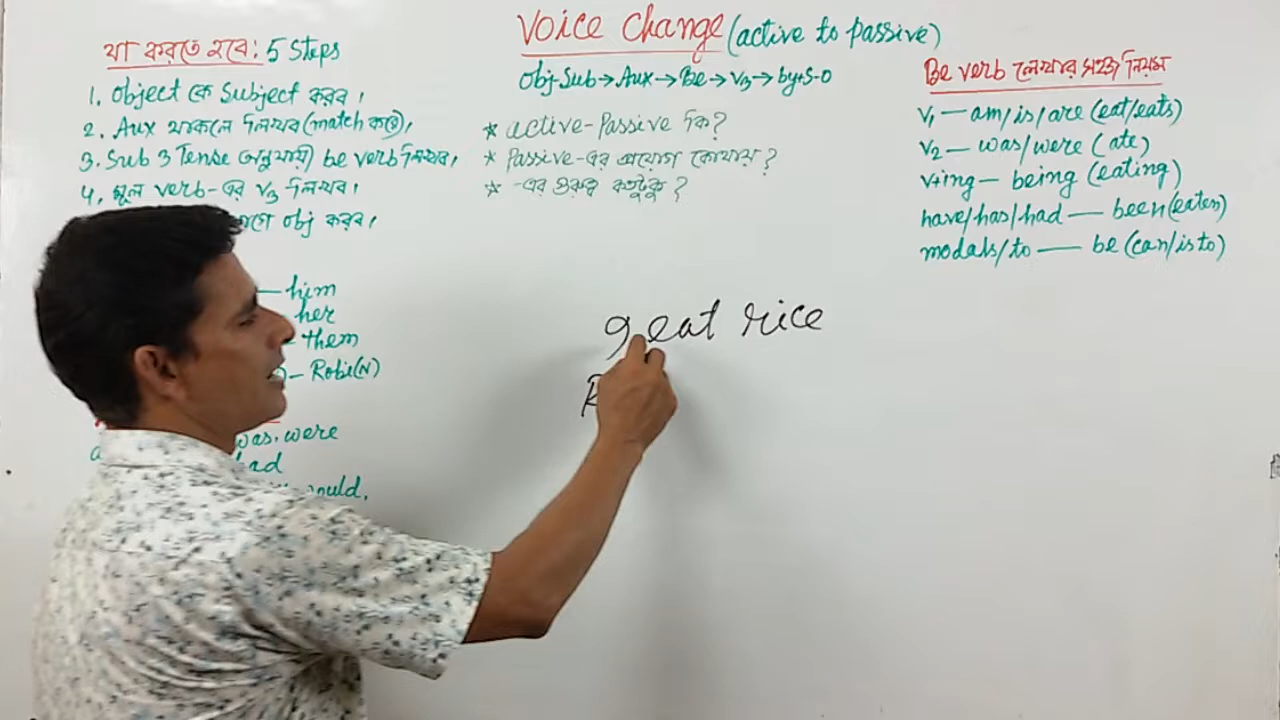 Voice Change (active to passive)
Obj-Sub→Aux→Be→V3→by+S-O
যা করতে হবে: 5 Steps
1. Object কে Subject করব।
2. Aux থাকলে লিখব (match করে),
3. Sub ও Tense অনুযায়ী be verb লিখব,
4. মূল verb-এর V3 লিখব।
obj করব,
— him
her
- them
- Robi(N)
was. were
had
* active-Passive কি?
* Passive-এর প্রয়োগ কোথায়?
* -এর গুরুত্ব কতটুকু?
Be verb লেখার সহজ নিয়ম
V1 — am/is/are (eat/eats)
V2 — was/were (ate)
V+ing — being (eating)
have/has/had — been (eaten)
modals/to — be (can/is to)
eat rice